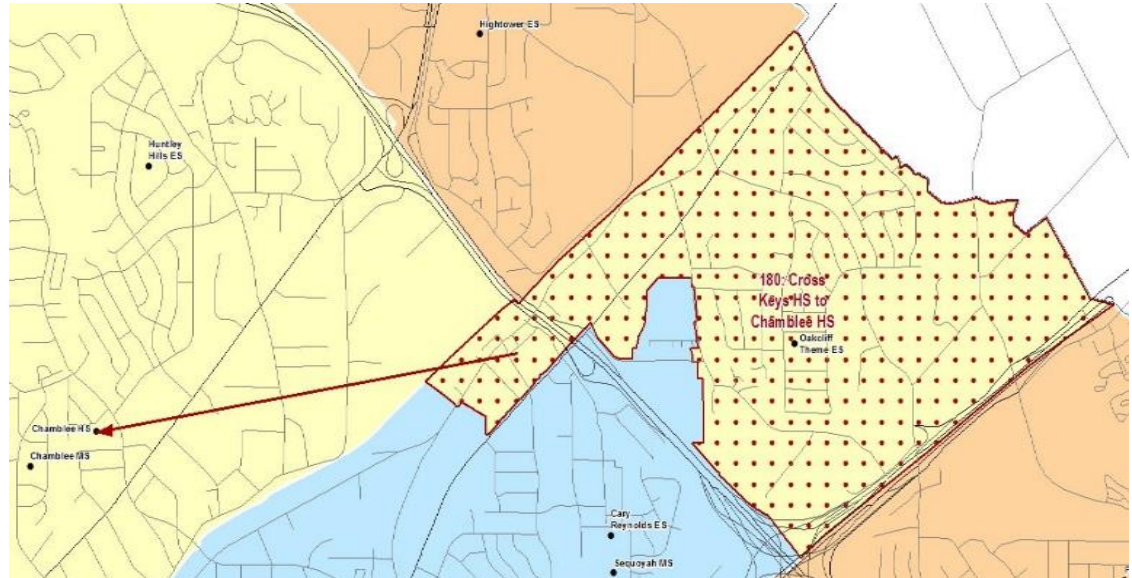 Hightower ES
Huntley
Hills ES
180: Cross
Keys HS to
Chamblee HS
Oakcliff
Theme ES
Chamblee HS
Chamblee MS
Cary
Reynolds ES
Sequoyah MS